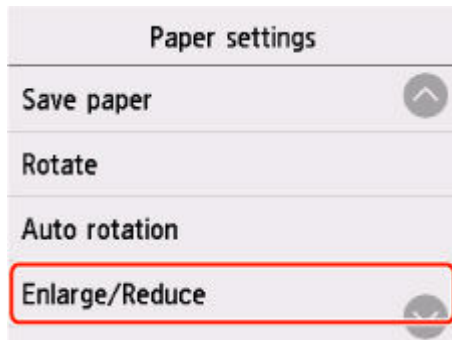 Paper settings
Save paper
Rotate
Auto rotation
Enlarge/Reduce